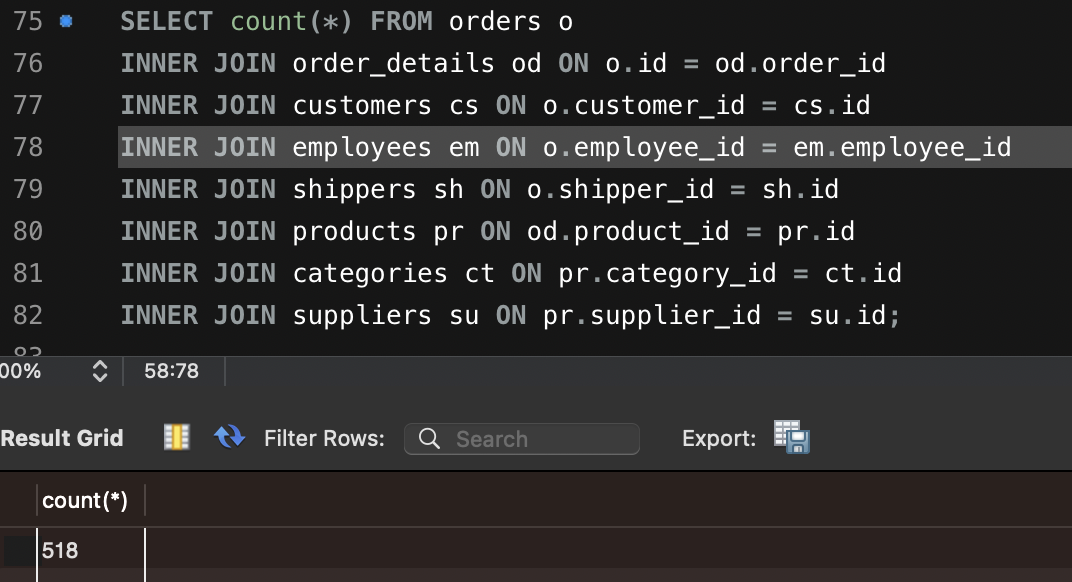 75 SELECT count(*) FROM orders o
76 INNER JOIN order_details od ON o.id = od.order_id
77 INNER JOIN customers cs ON o.customer_id = cs.id
78 INNER JOIN employees em ON o.employee_id = em.employee_id
79 INNER JOIN shippers sh ON o.shipper_id = sh.id
80 INNER JOIN products pr ON od.product_id = pr.id
81 INNER JOIN categories ct ON pr.category_id = ct.id
82 INNER JOIN suppliers su ON pr.supplier_id = su.id;
83
00% 58:78
Result Grid Filter Rows: Search Export:
count(*)
518